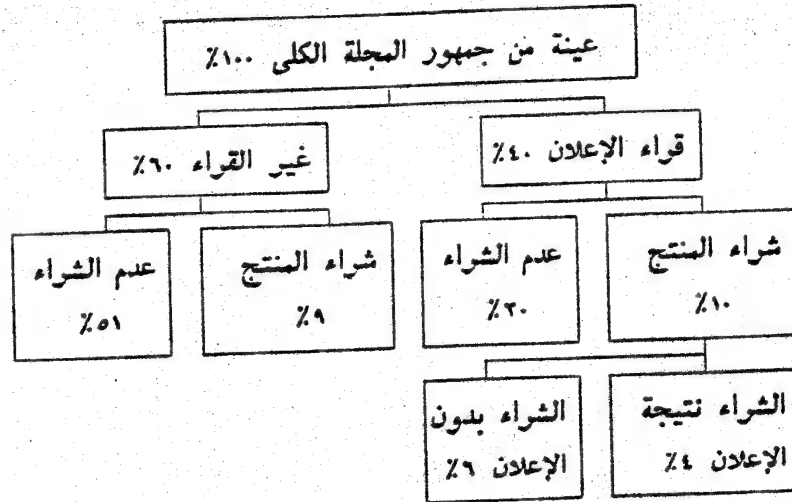 عينة من جمهور المجلة الكلى ١٠٠٪
قراء الإعلان ٤٠٪
غير القراء ٦٠٪
شراء المنتج
١٠٪
عدم الشراء
٣٠٪
شراء المنتج
٩٪
عدم الشراء
٥١٪
الشراء نتيجة
الإعلان ٤٪
الشراء بدون
الإعلان ٦٪